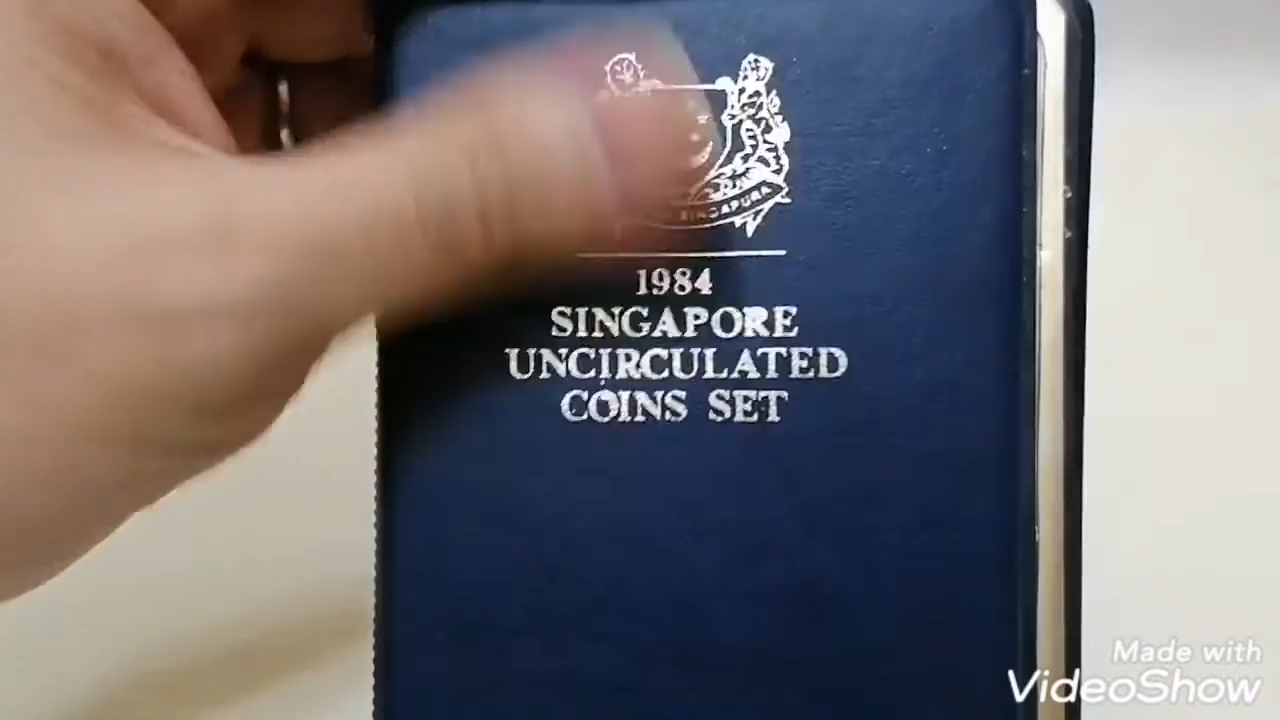 SINGAPURA
1984
SINGAPORE
UNCIRCULATED
COINS SET
Made with
VideoShow